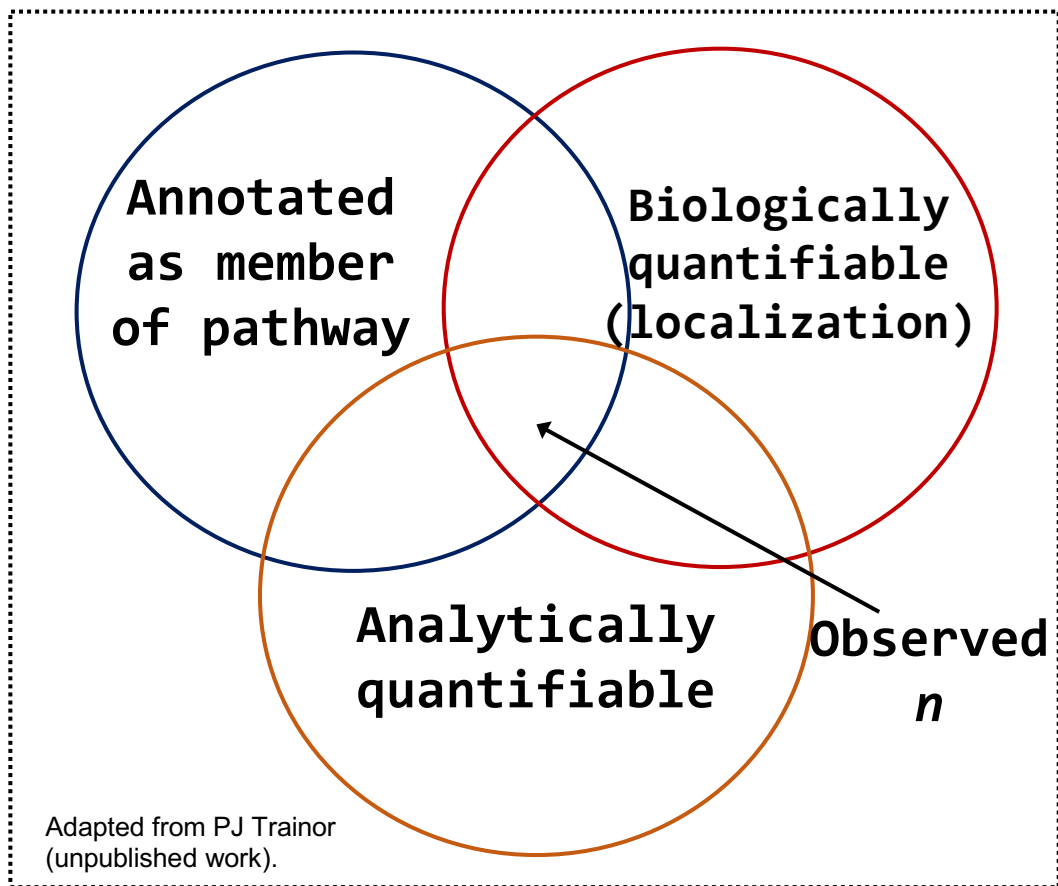 Annotated
as member
of pathway
Biologically
quantifiable
(localization)
Analytically
quantifiable
Observed
n
Adapted from PJ Trainor
(unpublished work).